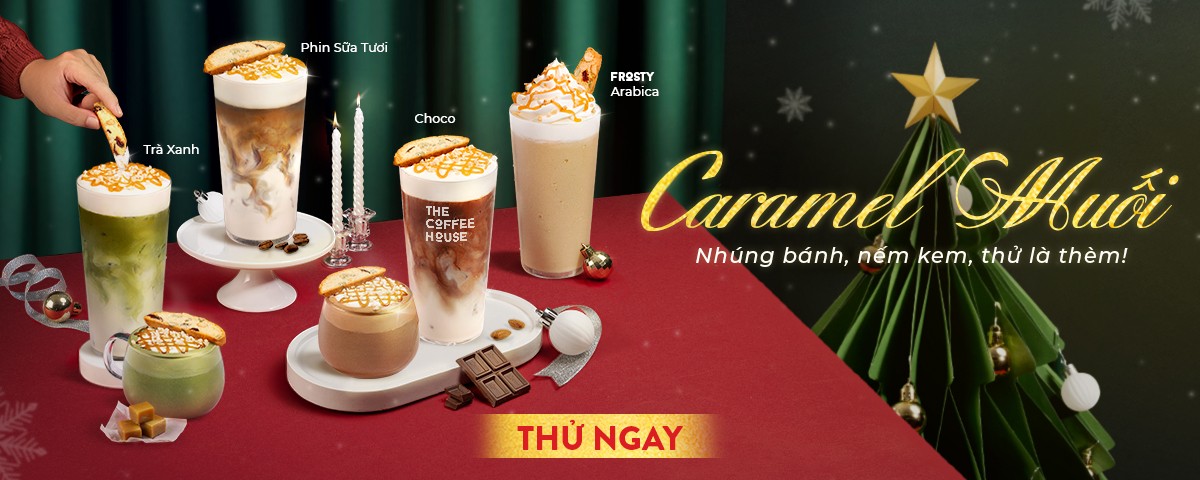 Phin Sữa Tươi
FROSTY
Arabica
Choco
Trà Xanh
THE
COFFEE
HOUSE
Caramel Muối
Nhúng bánh, nếm kem, thử là thèm!
THỬ NGAY